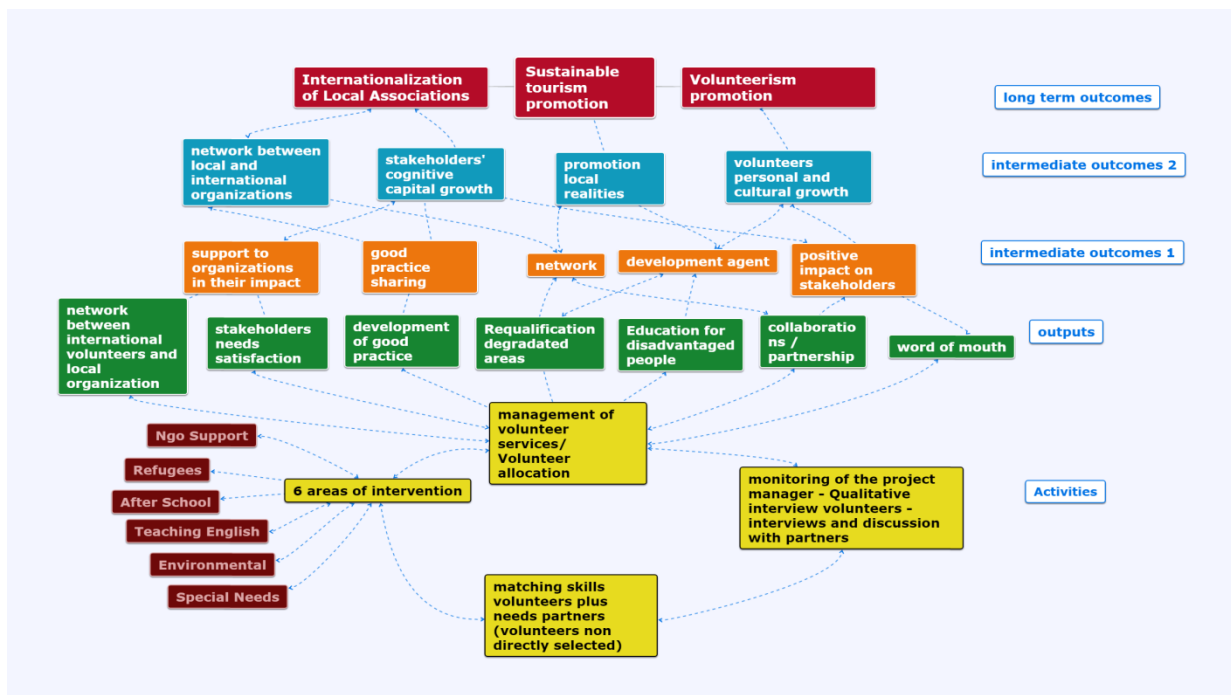 Internationalization
of Local Associations
Sustainable
tourism
promotion
Volunteerism
promotion
long term outcomes
network between
local and
international
organizations
stakeholders'
cognitive
capital growth
promotion
local
realities
volunteers
personal and
cultural growth
intermediate outcomes 2
support to
organizations
in their impact
good
practice
sharing
network
development agent
positive
impact on
stakeholders
intermediate outcomes 1
network
between
international
volunteers and
local
organization
stakeholders
needs
satisfaction
development
of good
practice
Requalification
degradated
areas
Education for
disadvantaged
people
collaboratio
ns /
partnership
word of mouth
outputs
management of
volunteer
services/
Volunteer
allocation
Ngo Support
Refugees
After School
Teaching English
Environmental
Special Needs
6 areas of intervention
monitoring of the project
manager - Qualitative
interview volunteers -
interviews and discussion
with partners
Activities
matching skills
volunteers plus
needs partners
(volunteers non
directly selected)